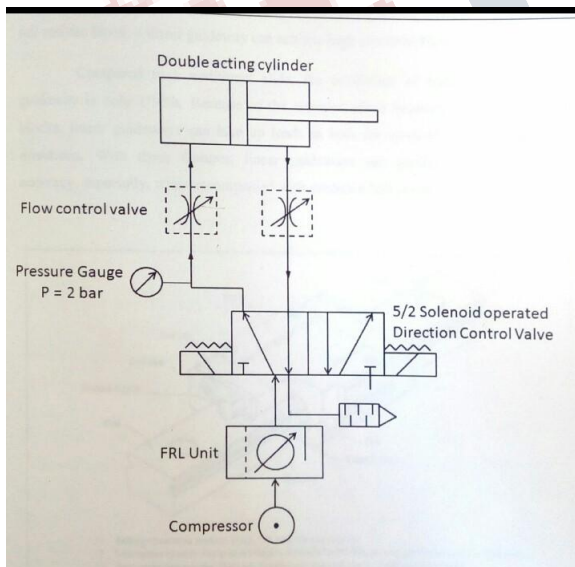 Double acting cylinder
Flow control valve
Pressure Gauge
P = 2 bar
5/2 Solenoid operated
Direction Control Valve
FRL Unit
Compressor